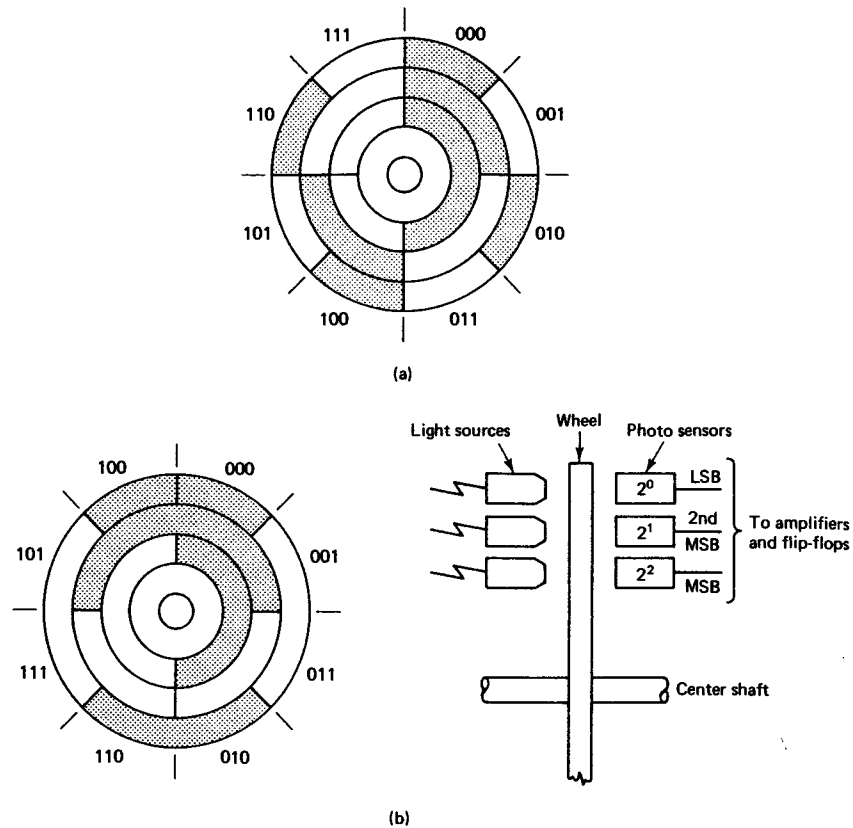 111 000
110 001
101 010
100 011
(a)
Light sources
Wheel
Photo sensors
2⁰ LSB
2¹ 2nd
MSB
2² MSB
To amplifiers
and flip-flops
Center shaft
100 000
101 001
111 011
110 010
(b)